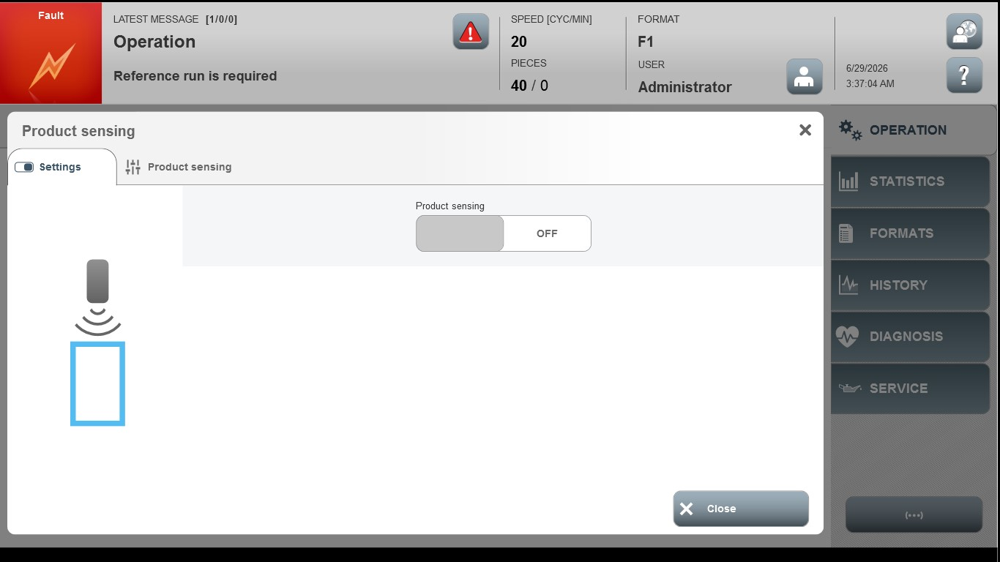 Fault
LATEST MESSAGE [1/0/0]
Operation
Reference run is required
SPEED [CYC/MIN]
20
PIECES
40 / 0
FORMAT
F1
USER
Administrator
6/29/2026
3:37:04 AM
?
Product sensing
Settings
Product sensing
Product sensing
OFF
Close
OPERATION
STATISTICS
FORMATS
HISTORY
DIAGNOSIS
SERVICE
(•••)